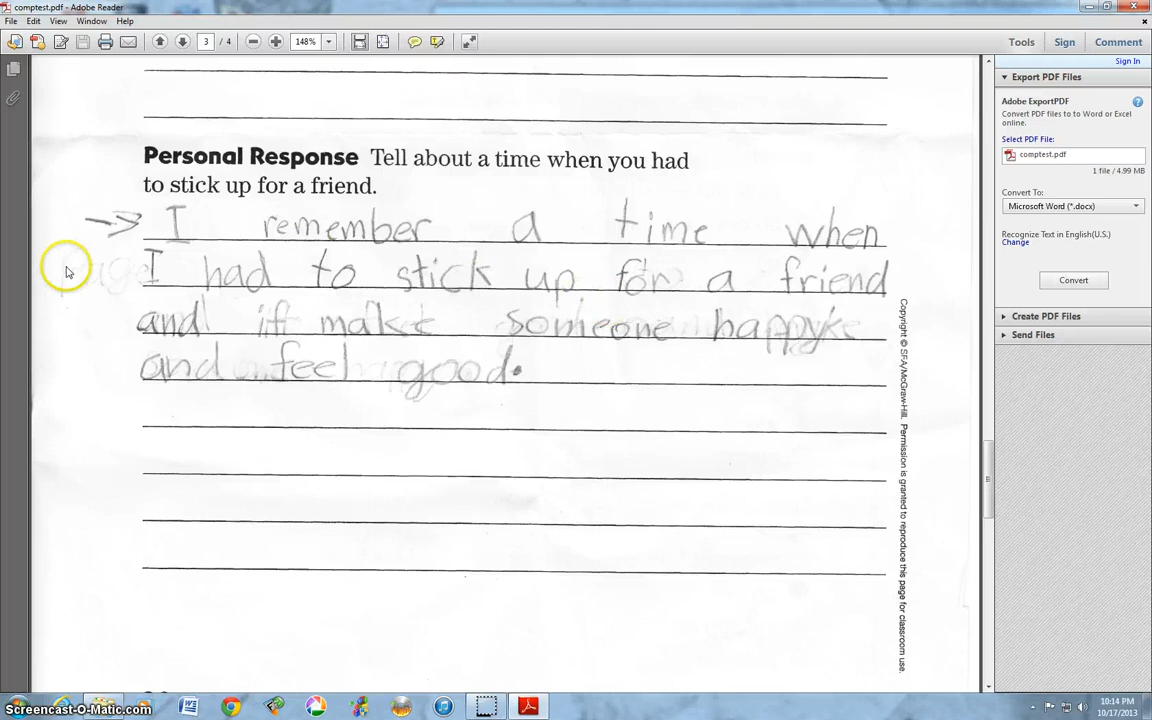 comptest.pdf - Adobe Reader
File Edit View Window Help
3 / 4 148% Tools Sign Comment
Sign In
Export PDF Files
Adobe ExportPDF
Convert PDF files to to Word or Excel
online.
Select PDF File:
comptest.pdf
1 file / 4.99 MB
Convert To:
Microsoft Word (*.docx)
Recognize Text in English(U.S.)
Change
Convert
Create PDF Files
Send Files
Personal Response Tell about a time when you had
to stick up for a friend.
I remember a time when
I had to stick up for a friend
and it make someone happy
and feel good.
Copyright © SRA/McGraw-Hill. Permission is granted to reproduce this page for classroom use.
Screencast-O-Matic.com
10:14 PM
10/17/2013